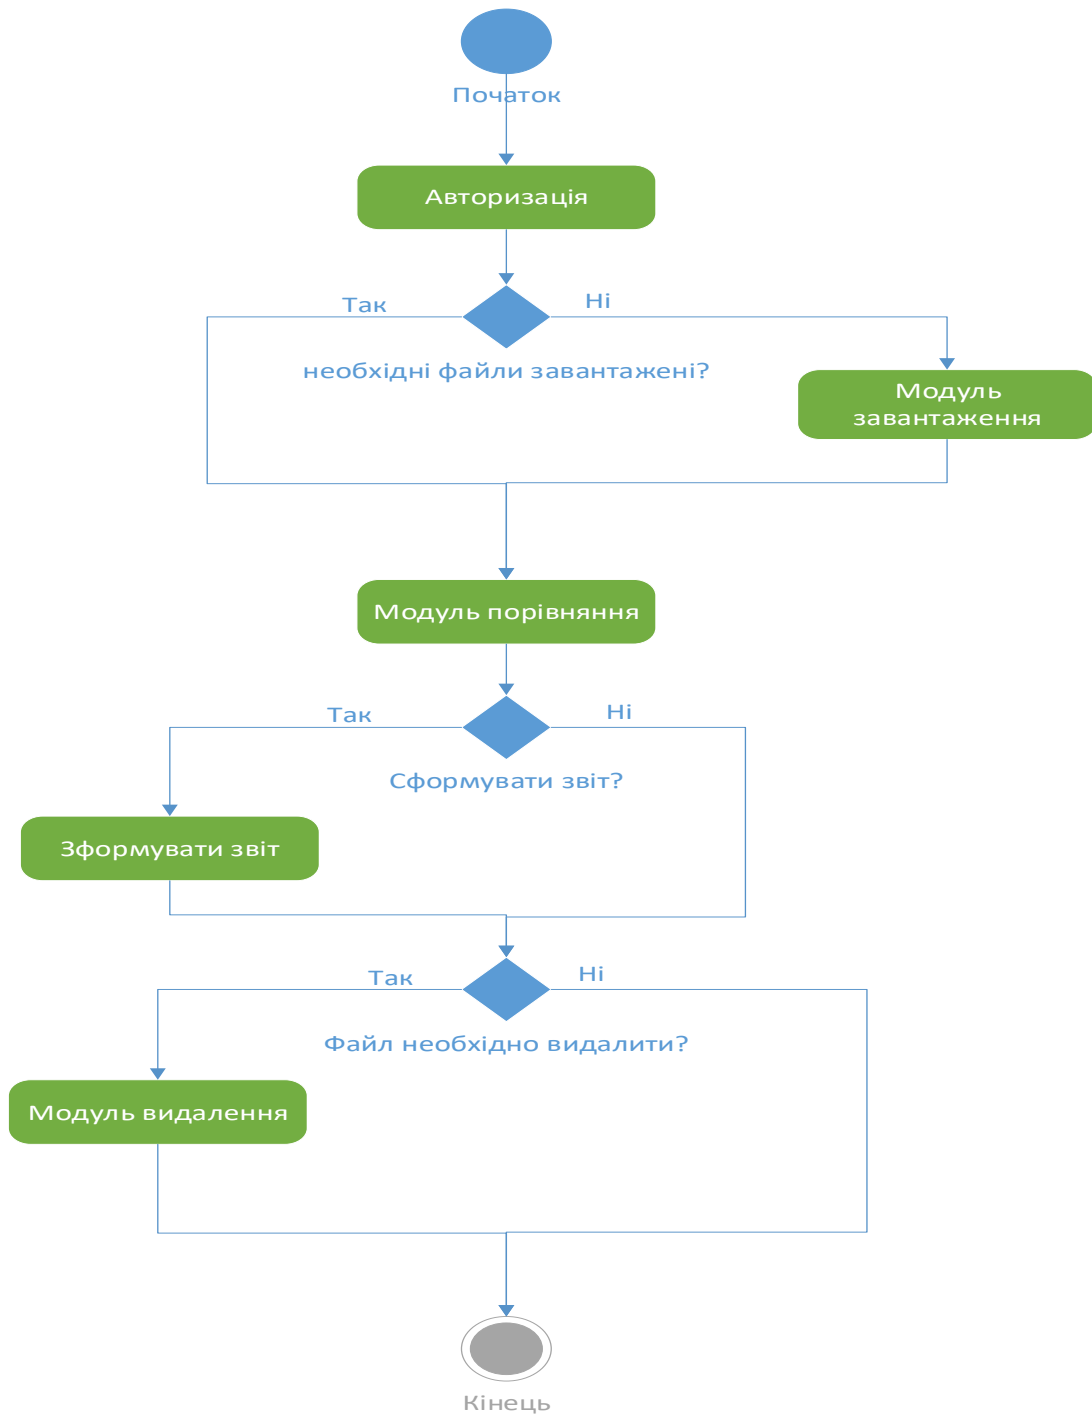 Початок
Авторизація
Так
Ні
необхідні файли завантажені?
Модуль
завантаження
Модуль порівняння
Так
Ні
Сформувати звіт?
Зформувати звіт
Так
Ні
Файл необхідно видалити?
Модуль видалення
Кінець